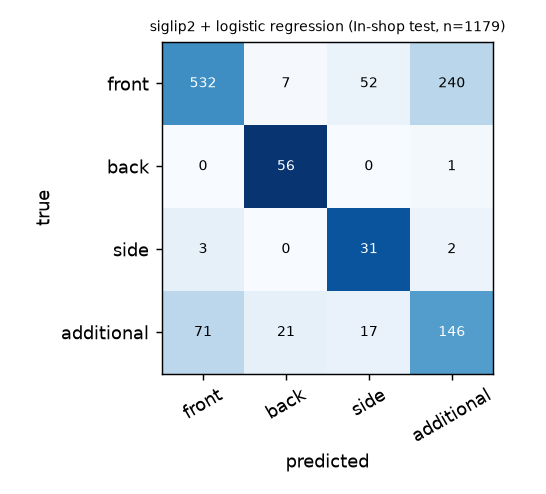 siglip2 + logistic regression (In-shop test, n=1179)
front 532 7 52 240
back 0 56 0 1
side 3 0 31 2
additional 71 21 17 146
true
front back side additional
predicted